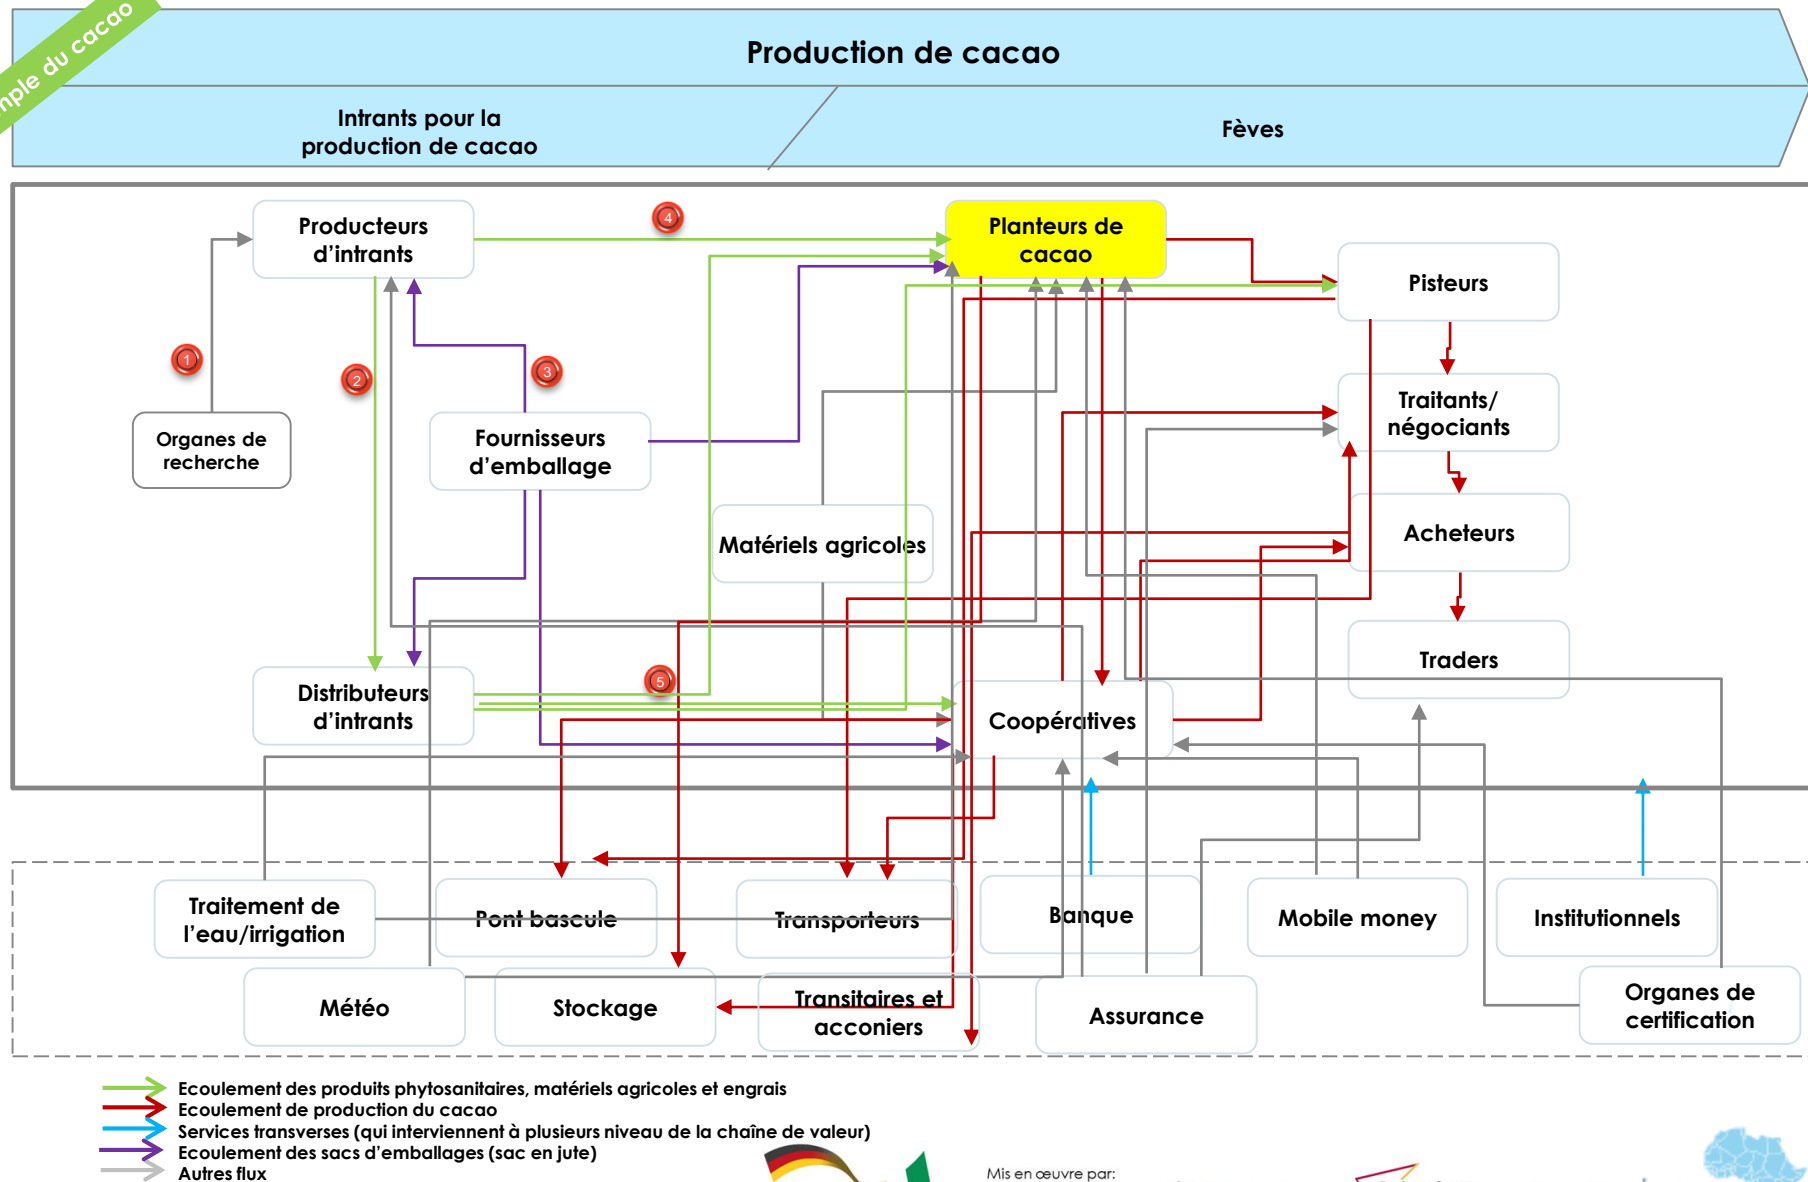 mple du cacao
Production de cacao
Intrants pour la
production de cacao
Fèves
Producteurs
d’intrants
4
Planteurs de
cacao
Pisteurs
1
2
3
Traitants/
négociants
Organes de
recherche
Fournisseurs
d’emballage
Matériels agricoles
Acheteurs
Traders
5
Distributeurs
d’intrants
Coopératives
Traitement de
l’eau/irrigation
Pont bascule
Transporteurs
Banque
Mobile money
Institutionnels
Météo
Stockage
Transitaires et
acconiers
Assurance
Organes de
certification
Ecoulement des produits phytosanitaires, matériels agricoles et engrais
Ecoulement de production du cacao
Services transverses (qui interviennent à plusieurs niveau de la chaîne de valeur)
Ecoulement des sacs d’emballages (sac en jute)
Autres flux
Mis en œuvre par: